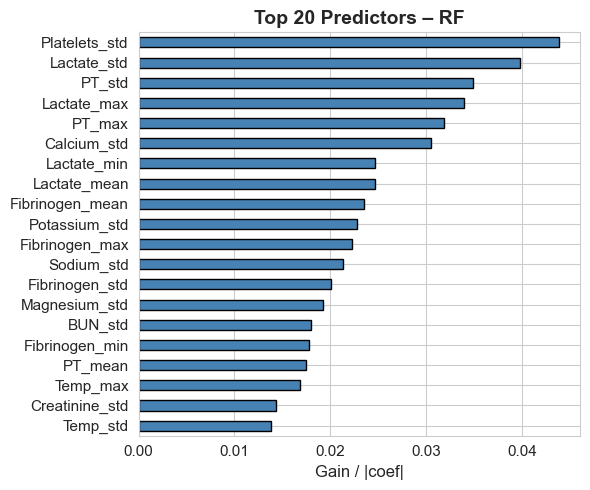 Top 20 Predictors – RF
Platelets_std
Lactate_std
PT_std
Lactate_max
PT_max
Calcium_std
Lactate_min
Lactate_mean
Fibrinogen_mean
Potassium_std
Fibrinogen_max
Sodium_std
Fibrinogen_std
Magnesium_std
BUN_std
Fibrinogen_min
PT_mean
Temp_max
Creatinine_std
Temp_std
0.00 0.01 0.02 0.03 0.04
Gain / |coef|